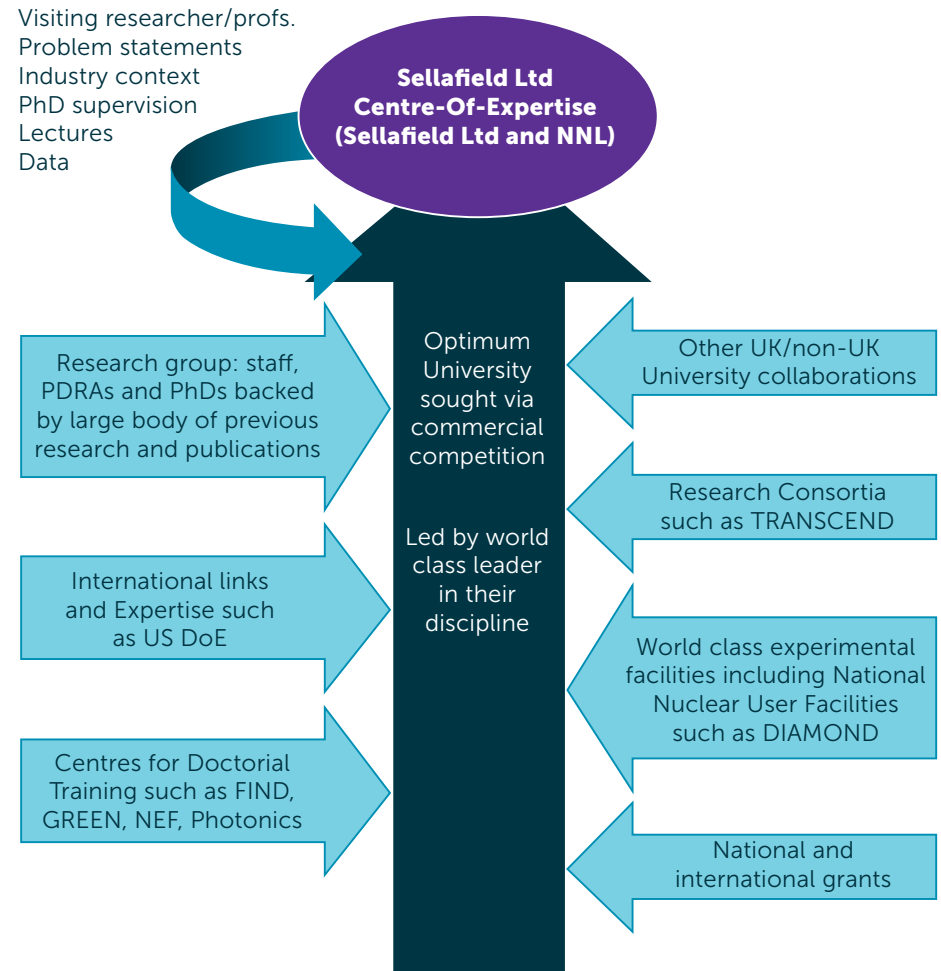 Visiting researcher/profs.
Problem statements
Industry context
PhD supervision
Lectures
Data
Sellafield Ltd
Centre-Of-Expertise
(Sellafield Ltd and NNL)
Optimum
University
sought via
commercial
competition
Led by world
class leader
in their
discipline
Research group: staff,
PDRAs and PhDs backed
by large body of previous
research and publications
International links
and Expertise such
as US DoE
Centres for Doctorial
Training such as FIND,
GREEN, NEF, Photonics
Other UK/non-UK
University collaborations
Research Consortia
such as TRANSCEND
World class experimental
facilities including National
Nuclear User Facilities
such as DIAMOND
National and
international grants